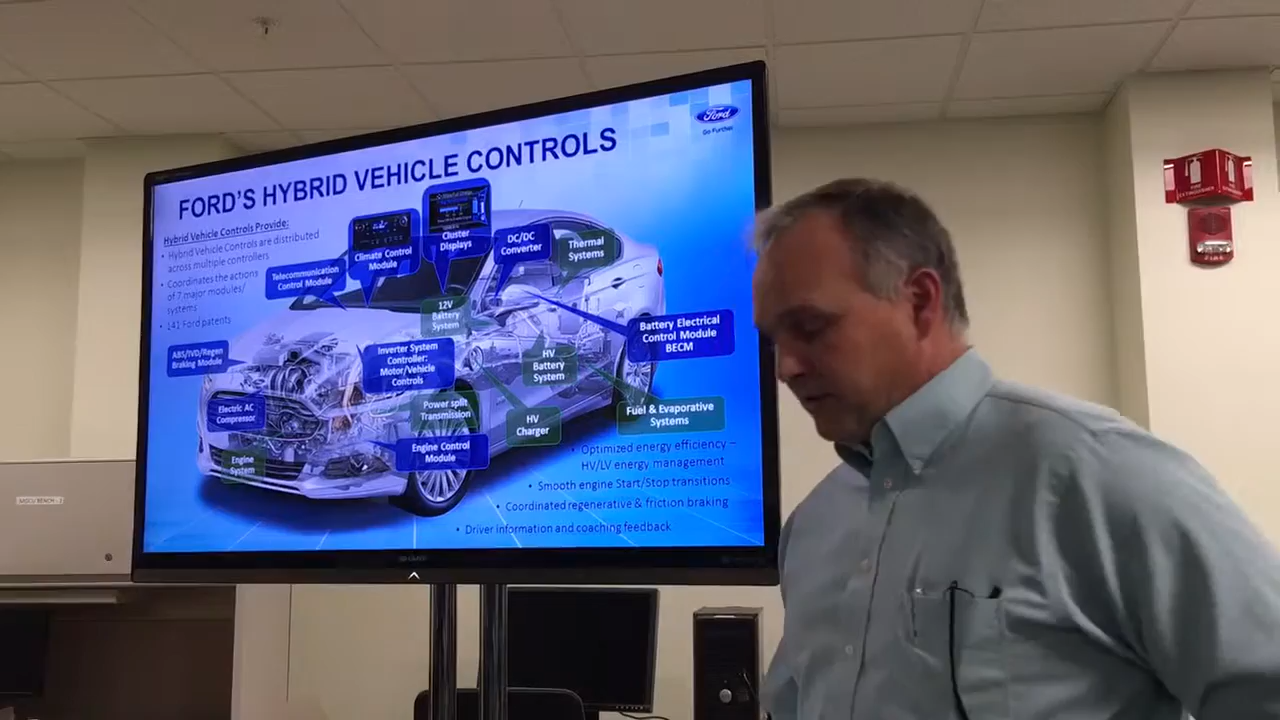 Ford
Go Further
FORD'S HYBRID VEHICLE CONTROLS
Hybrid Vehicle Controls Provide:
• Hybrid Vehicle Controls are distributed
across multiple controllers
• Coordinates the actions
of 7 major modules/
systems
• 141 Ford patents
Telecommunication
Control Module
Climate Control
Module
Cluster
Displays
DC/DC
Converter
Thermal
Systems
12V
Battery
System
Battery Electrical
Control Module
BECM
ABS/IVD/Regen
Braking Module
Inverter System
Controller:
Motor/Vehicle
Controls
HV
Battery
System
Electric AC
Compressor
Power split
Transmission
HV
Charger
Fuel & Evaporative
Systems
Engine
System
Engine Control
Module
• Optimized energy efficiency –
HV/LV energy management
• Smooth engine Start/Stop transitions
• Coordinated regenerative & friction braking
• Driver information and coaching feedback
SHARP
FIRE
EXTINGUISHER
FIRE